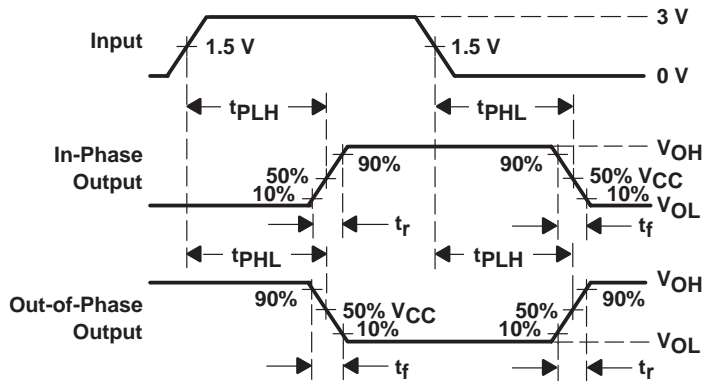 3 V
Input
1.5 V
1.5 V
0 V
tPLH
tPHL
In-Phase
Output
VOH
90%
90%
50%
50% VCC
10%
10%
VOL
tr
tf
tPHL
tPLH
Out-of-Phase
Output
VOH
90%
90%
50% VCC
50%
10%
10%
VOL
tf
tr